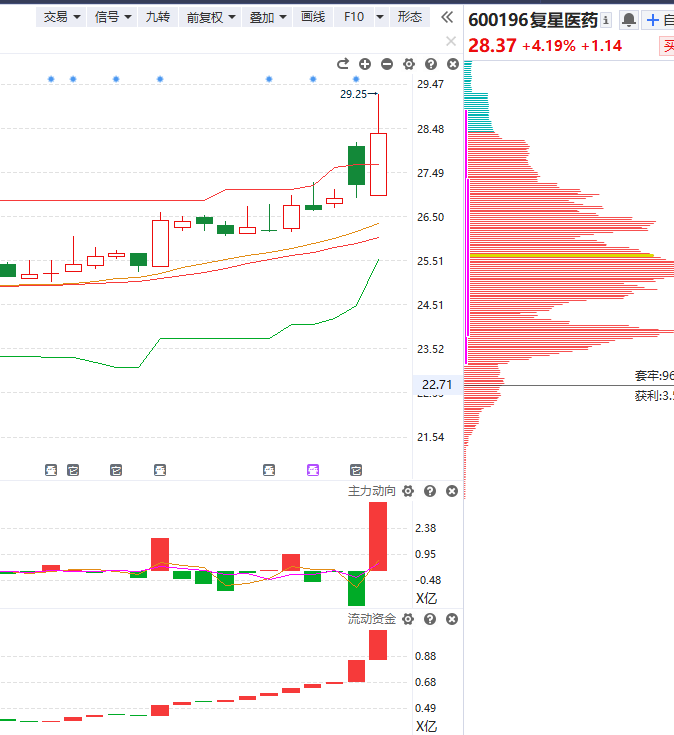 交易 信号 九转 前复权 叠加 画线 F10 形态
600196复星医药
28.37 +4.19% +1.14
29.47
29.25
28.48
27.49
26.50
25.51
24.51
23.52
22.71
21.54
套牢:96
获利:3.5
主力动向
2.38
0.95
-0.48
X亿
流动资金
0.88
0.68
0.49
X亿